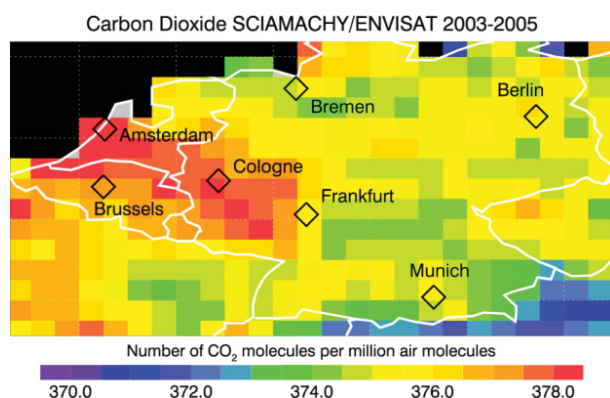 Carbon Dioxide SCIAMACHY/ENVISAT 2003-2005
Bremen
Berlin
Amsterdam
Cologne
Brussels
Frankfurt
Munich
Number of CO₂ molecules per million air molecules
370.0 372.0 374.0 376.0 378.0